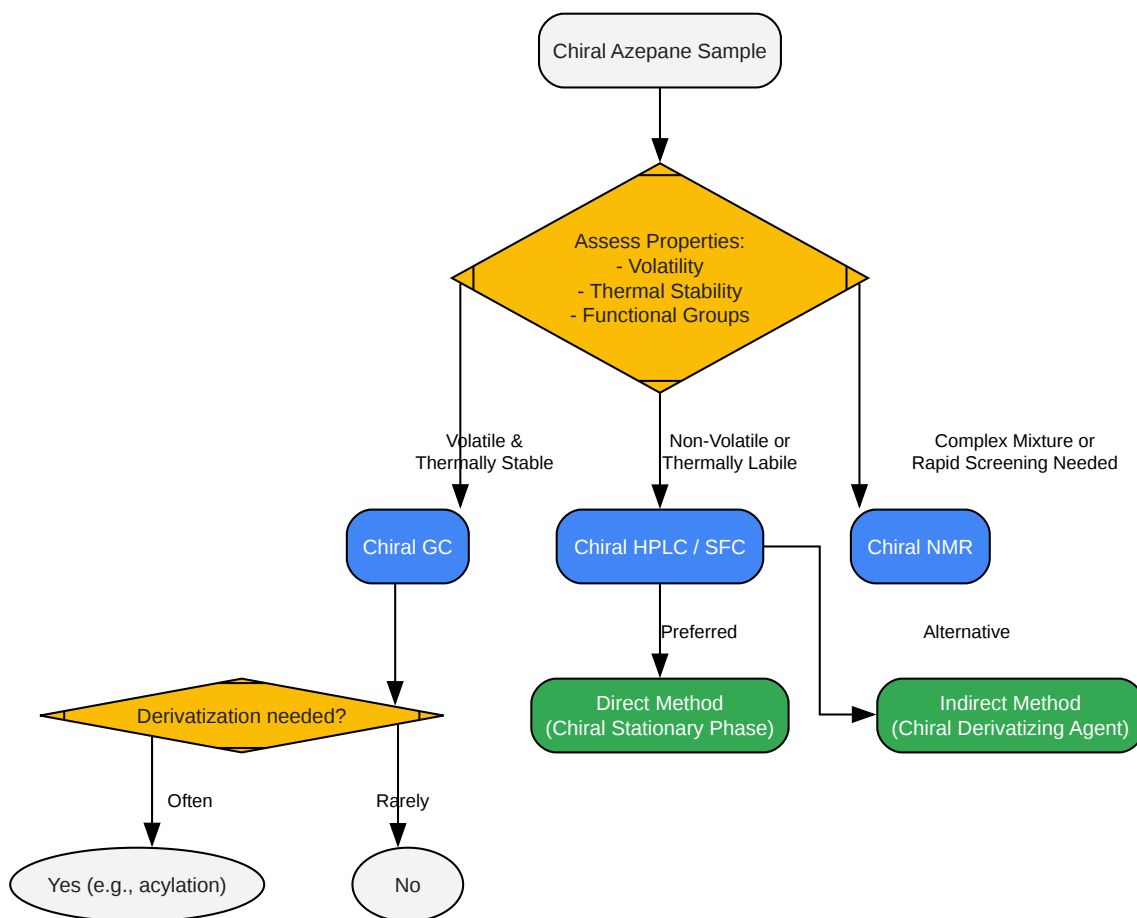 Chiral Azepane Sample
Assess Properties:
- Volatility
- Thermal Stability
- Functional Groups
Volatile &
Thermally Stable
Non-Volatile or
Thermally Labile
Complex Mixture or
Rapid Screening Needed
Chiral GC
Chiral HPLC / SFC
Chiral NMR
Preferred
Alternative
Derivatization needed?
Direct Method
(Chiral Stationary Phase)
Indirect Method
(Chiral Derivatizing Agent)
Often
Rarely
Yes (e.g., acylation)
No